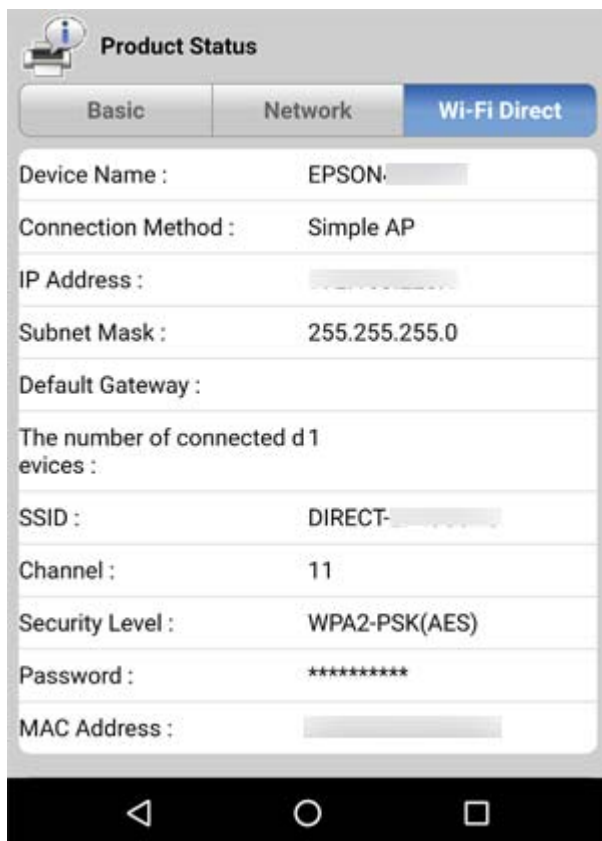 Product Status
Basic Network Wi-Fi Direct
Device Name : EPSON
Connection Method : Simple AP
IP Address :
Subnet Mask : 255.255.255.0
Default Gateway :
The number of connected d 1
evices :
SSID : DIRECT-
Channel : 11
Security Level : WPA2-PSK(AES)
Password : **********
MAC Address :